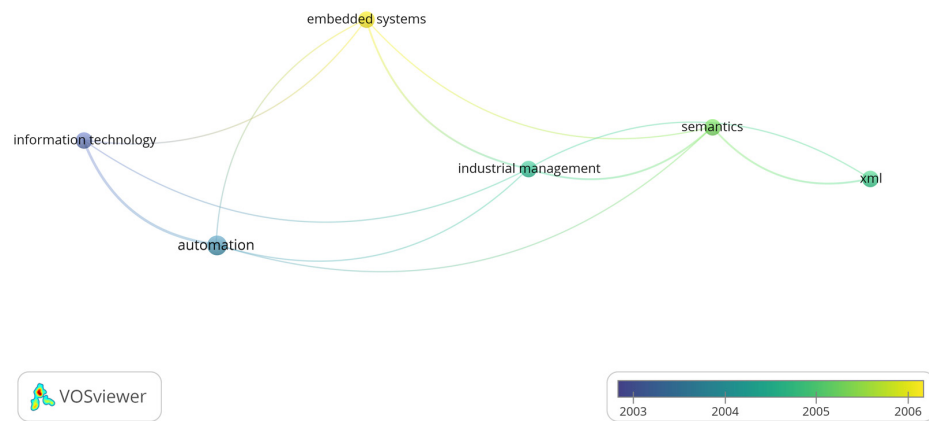 embedded systems
semantics
information technology
industrial management
xml
automation
VOSviewer
2003 2004 2005 2006